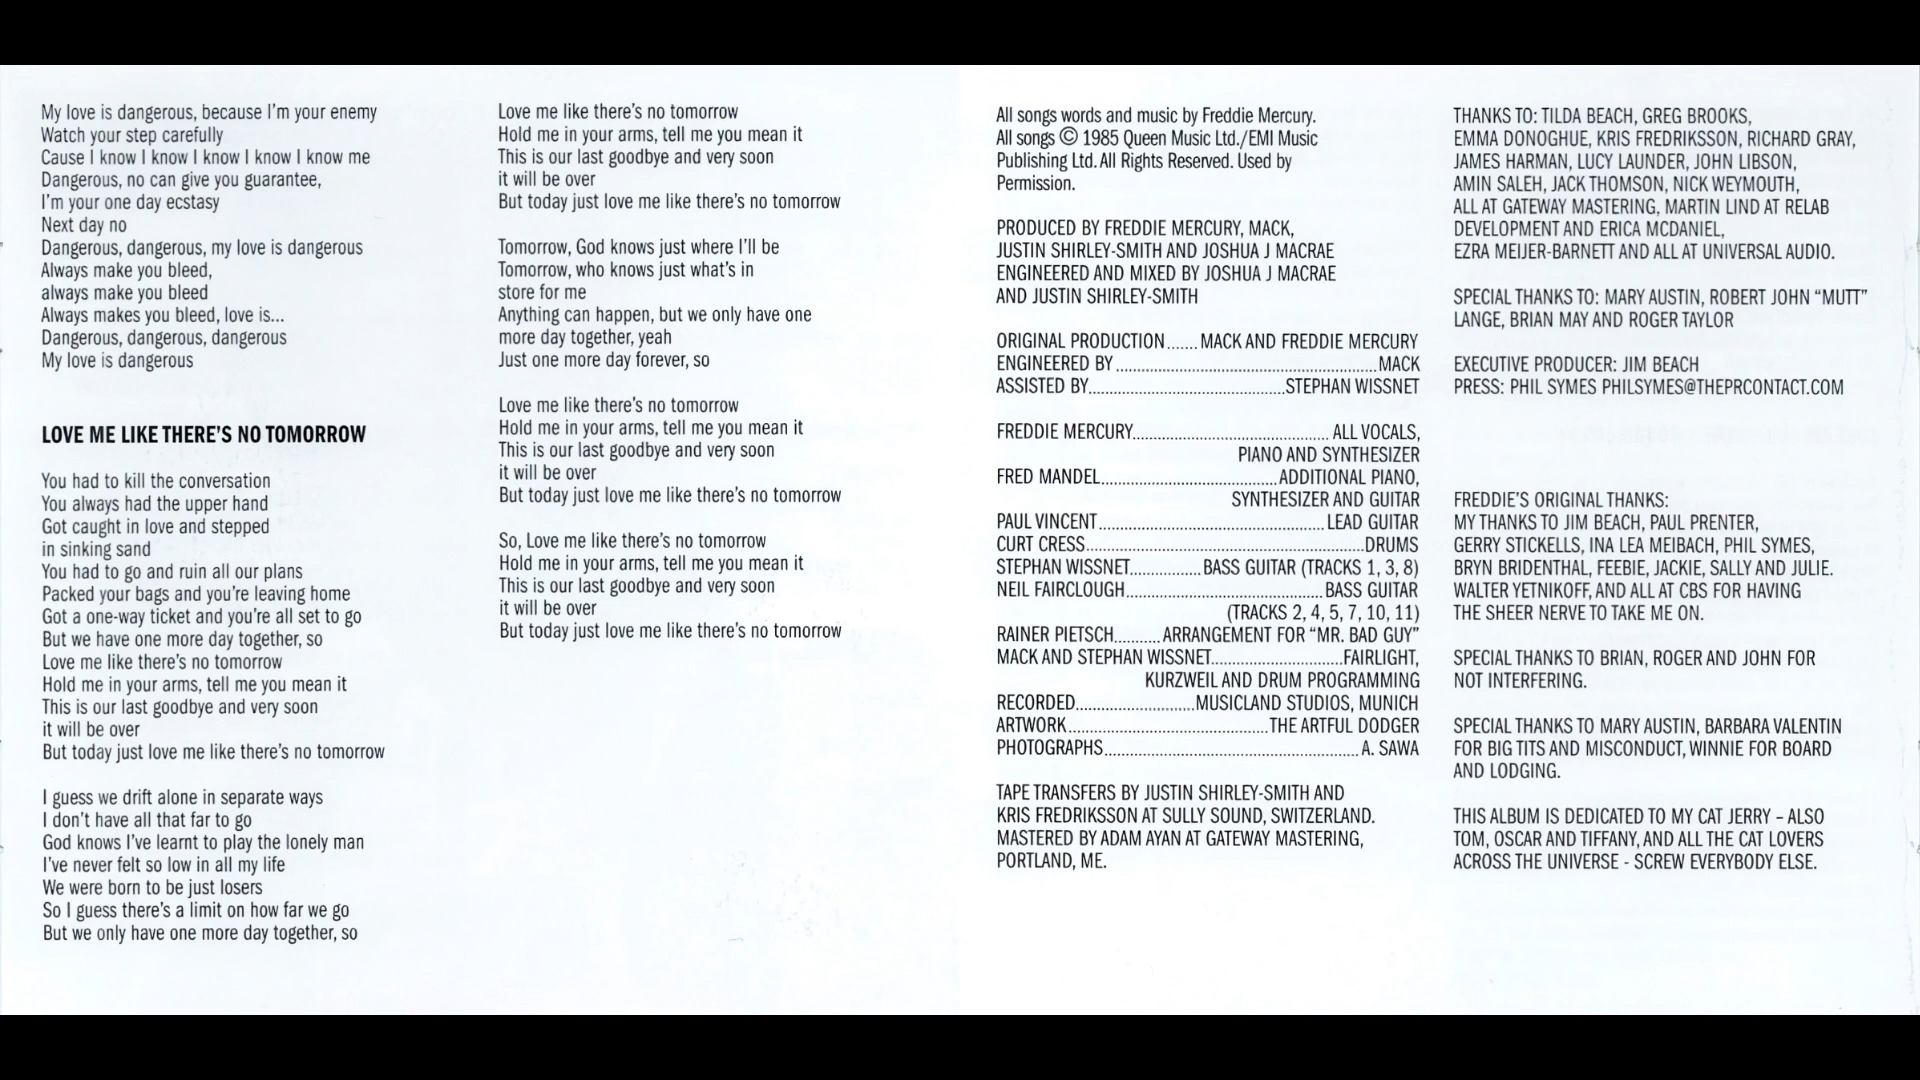 My love is dangerous, because I'm your enemy
Watch your step carefully
Cause I know I know I know I know I know me
Dangerous, no can give you guarantee,
I'm your one day ecstasy
Next day no
Dangerous, dangerous, my love is dangerous
Always make you bleed,
always make you bleed
Always makes you bleed, love is...
Dangerous, dangerous, dangerous
My love is dangerous
LOVE ME LIKE THERE'S NO TOMORROW
You had to kill the conversation
You always had the upper hand
Got caught in love and stepped
in sinking sand
You had to go and ruin all our plans
Packed your bags and you're leaving home
Got a one-way ticket and you're all set to go
But we have one more day together, so
Love me like there's no tomorrow
Hold me in your arms, tell me you mean it
This is our last goodbye and very soon
it will be over
But today just love me like there's no tomorrow
I guess we drift alone in separate ways
I don't have all that far to go
God knows I've learnt to play the lonely man
I've never felt so low in all my life
We were born to be just losers
So I guess there's a limit on how far we go
But we only have one more day together, so
Love me like there's no tomorrow
Hold me in your arms, tell me you mean it
This is our last goodbye and very soon
it will be over
But today just love me like there's no tomorrow
Tomorrow, God knows just where I'll be
Tomorrow, who knows just what's in
store for me
Anything can happen, but we only have one
more day together, yeah
Just one more day forever, so
Love me like there's no tomorrow
Hold me in your arms, tell me you mean it
This is our last goodbye and very soon
it will be over
But today just love me like there's no tomorrow
So, Love me like there's no tomorrow
Hold me in your arms, tell me you mean it
This is our last goodbye and very soon
it will be over
But today just love me like there's no tomorrow
All songs words and music by Freddie Mercury.
All songs © 1985 Queen Music Ltd./EMI Music
Publishing Ltd. All Rights Reserved. Used by
Permission.
PRODUCED BY FREDDIE MERCURY, MACK,
JUSTIN SHIRLEY-SMITH AND JOSHUA J MACRAE
ENGINEERED AND MIXED BY JOSHUA J MACRAE
AND JUSTIN SHIRLEY-SMITH
ORIGINAL PRODUCTION.......MACK AND FREDDIE MERCURY
ENGINEERED BY..........MACK
ASSISTED BY..........STEPHAN WISSNET
FREDDIE MERCURY..........ALL VOCALS,
PIANO AND SYNTHESIZER
FRED MANDEL..........ADDITIONAL PIANO,
SYNTHESIZER AND GUITAR
PAUL VINCENT..........LEAD GUITAR
CURT CRESS..........DRUMS
STEPHAN WISSNET..........BASS GUITAR (TRACKS 1, 3, 8)
NEIL FAIRCLOUGH..........BASS GUITAR
(TRACKS 2, 4, 5, 7, 10, 11)
RAINER PIETSCH..........ARRANGEMENT FOR “MR. BAD GUY”
MACK AND STEPHAN WISSNET..........FAIRLIGHT,
KURZWEIL AND DRUM PROGRAMMING
RECORDED..........MUSICLAND STUDIOS, MUNICH
ARTWORK..........THE ARTFUL DODGER
PHOTOGRAPHS..........A. SAWA
TAPE TRANSFERS BY JUSTIN SHIRLEY-SMITH AND
KRIS FREDRIKSSON AT SULLY SOUND, SWITZERLAND.
MASTERED BY ADAM AYAN AT GATEWAY MASTERING,
PORTLAND, ME.
THANKS TO: TILDA BEACH, GREG BROOKS,
EMMA DONOGHUE, KRIS FREDRIKSSON, RICHARD GRAY,
JAMES HARMAN, LUCY LAUNDER, JOHN LIBSON,
AMIN SALEH, JACK THOMSON, NICK WEYMOUTH,
ALL AT GATEWAY MASTERING, MARTIN LIND AT RELAB
DEVELOPMENT AND ERICA MCDANIEL,
EZRA MEIJER-BARNETT AND ALL AT UNIVERSAL AUDIO.
SPECIAL THANKS TO: MARY AUSTIN, ROBERT JOHN “MUTT”
LANGE, BRIAN MAY AND ROGER TAYLOR
EXECUTIVE PRODUCER: JIM BEACH
PRESS: PHIL SYMES PHILSYMES@THEPRCONTACT.COM
FREDDIE'S ORIGINAL THANKS:
MY THANKS TO JIM BEACH, PAUL PRENTER,
GERRY STICKELLS, INA LEA MEIBACH, PHIL SYMES,
BRYN BRIDENTHAL, FEEBIE, JACKIE, SALLY AND JULIE.
WALTER YETNIKOFF, AND ALL AT CBS FOR HAVING
THE SHEER NERVE TO TAKE ME ON.
SPECIAL THANKS TO BRIAN, ROGER AND JOHN FOR
NOT INTERFERING.
SPECIAL THANKS TO MARY AUSTIN, BARBARA VALENTIN
FOR BIG TITS AND MISCONDUCT, WINNIE FOR BOARD
AND LODGING.
THIS ALBUM IS DEDICATED TO MY CAT JERRY – ALSO
TOM, OSCAR AND TIFFANY, AND ALL THE CAT LOVERS
ACROSS THE UNIVERSE - SCREW EVERYBODY ELSE.